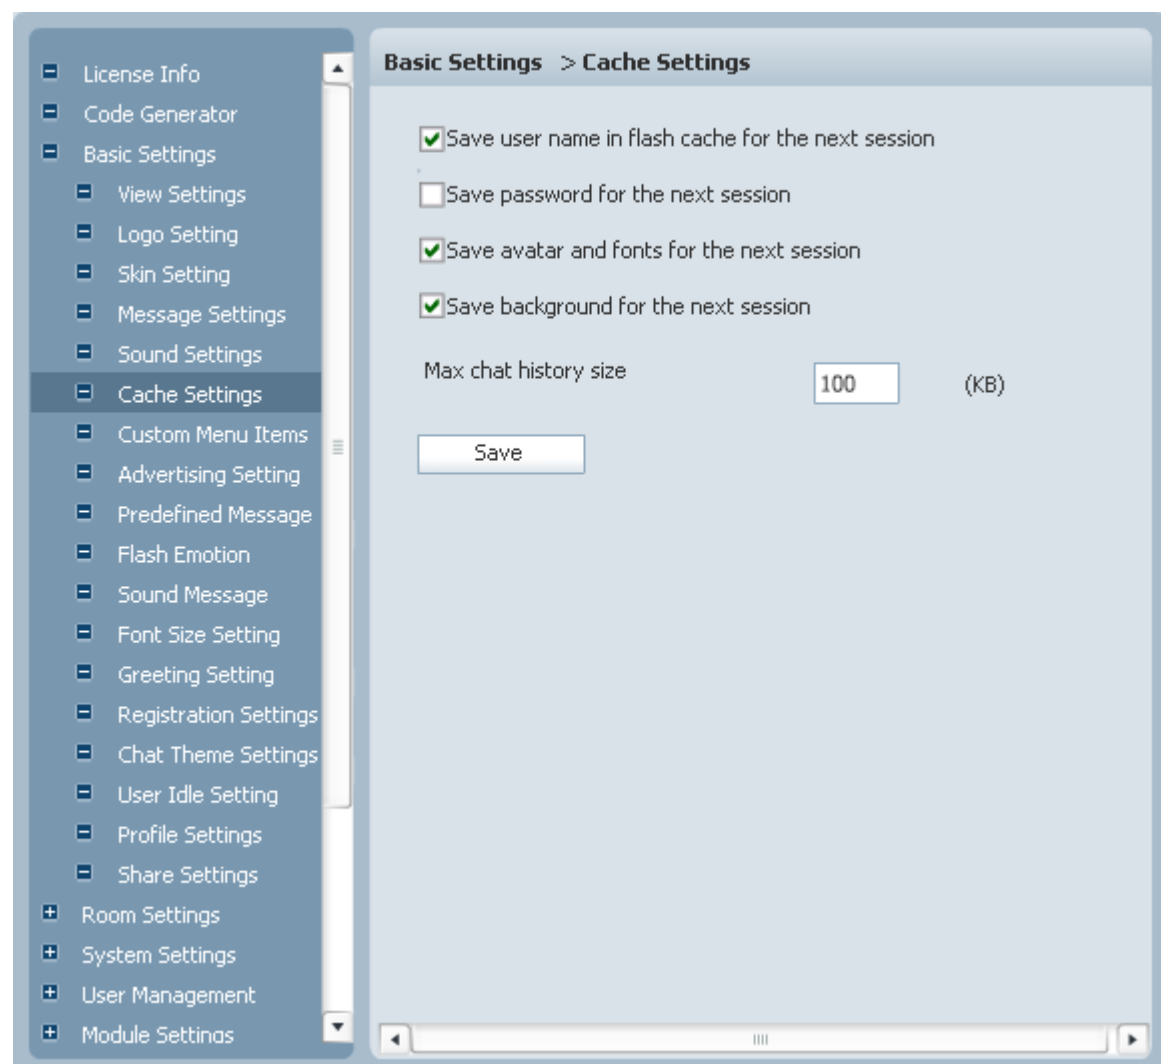 License Info
Code Generator
Basic Settings
View Settings
Logo Setting
Skin Setting
Message Settings
Sound Settings
Cache Settings
Custom Menu Items
Advertising Setting
Predefined Message
Flash Emotion
Sound Message
Font Size Setting
Greeting Setting
Registration Settings
Chat Theme Settings
User Idle Setting
Profile Settings
Share Settings
Room Settings
System Settings
User Management
Module Settings
Basic Settings > Cache Settings
Save user name in flash cache for the next session
Save password for the next session
Save avatar and fonts for the next session
Save background for the next session
Max chat history size 100 (KB)
Save